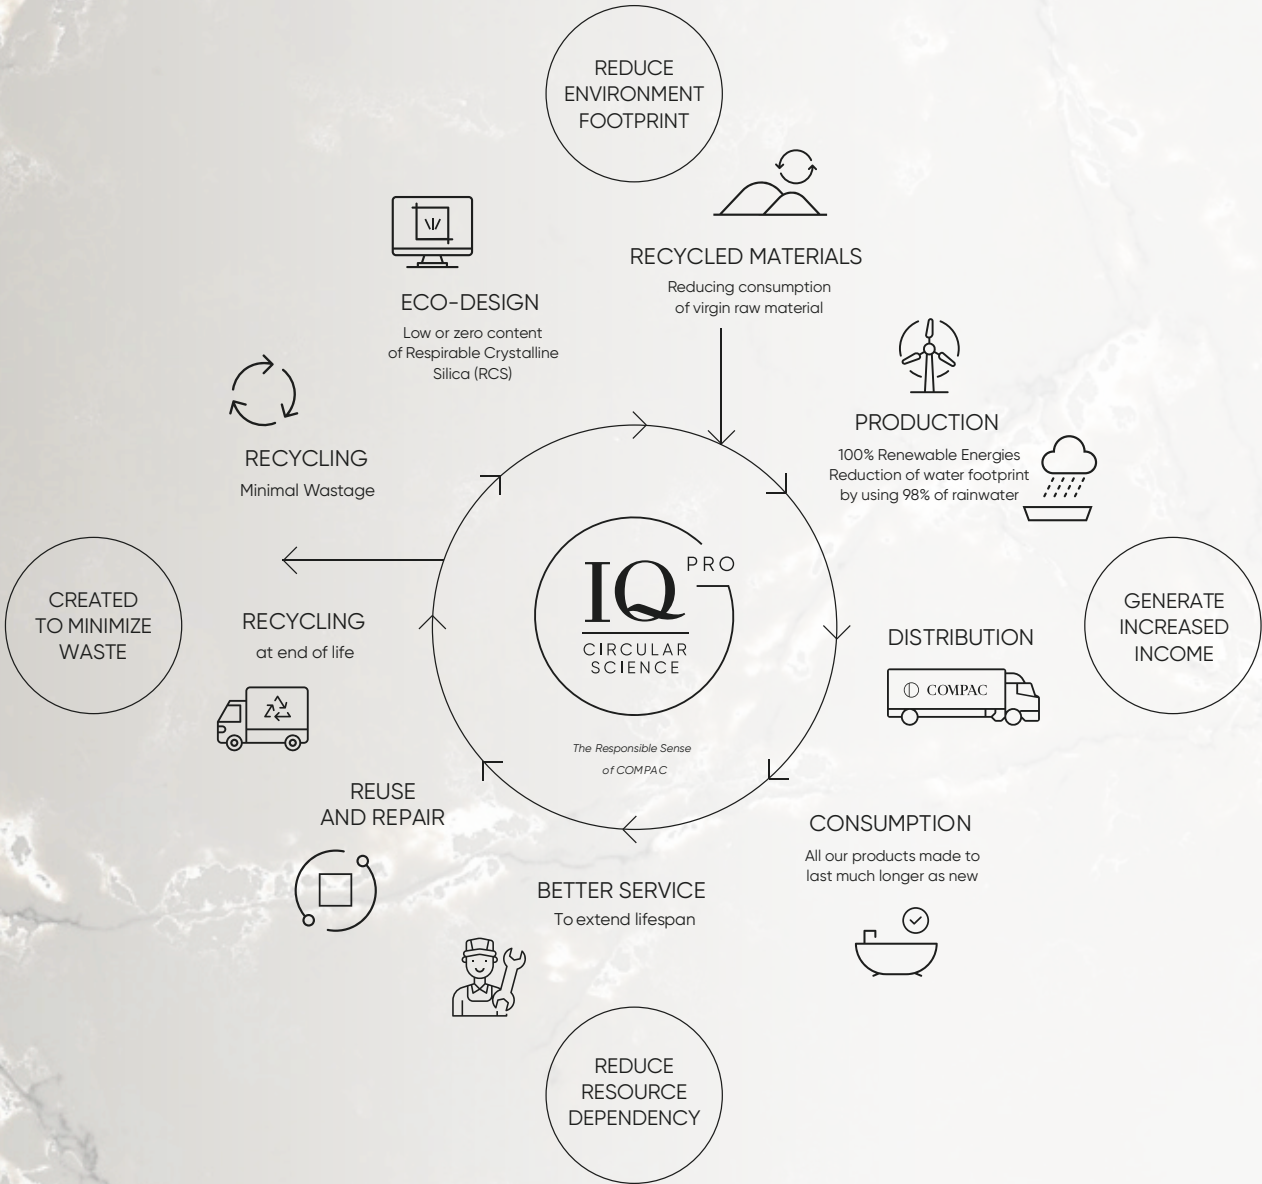 REDUCE
ENVIRONMENT
FOOTPRINT
RECYCLED MATERIALS
Reducing consumption
of virgin raw material
ECO-DESIGN
Low or zero content
of Respirable Crystalline
Silica (RCS)
PRODUCTION
100% Renewable Energies
Reduction of water footprint
by using 98% of rainwater
RECYCLING
Minimal Wastage
CREATED
TO MINIMIZE
WASTE
RECYCLING
at end of life
IQ PRO
CIRCULAR
SCIENCE
The Responsible Sense
of COMPAC
DISTRIBUTION
COMPAC
GENERATE
INCREASED
INCOME
REUSE
AND REPAIR
CONSUMPTION
All our products made to
last much longer as new
BETTER SERVICE
To extend lifespan
REDUCE
RESOURCE
DEPENDENCY